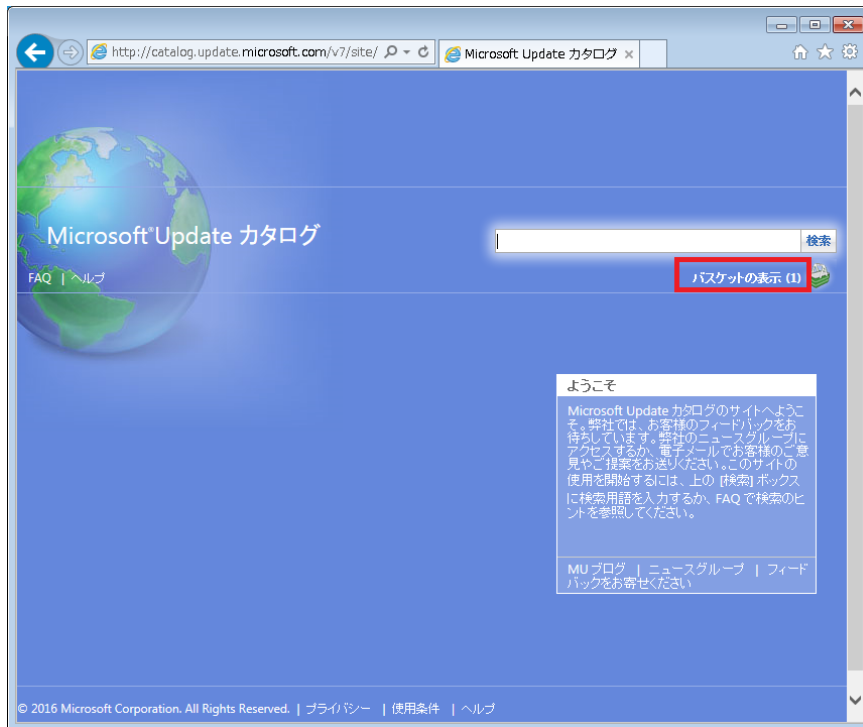 http://catalog.update.microsoft.com/v7/site/
Microsoft Update カタログ
Microsoft®Update カタログ
検索
FAQ | ヘルプ
バスケットの表示 (1)
ようこそ
Microsoft Update カタログのサイトへようこ
そ。弊社では、お客様のフィードバックをお
待ちしています。弊社のニュースグループに
アクセスするか、電子メールでお客様のご意
見やご提案をお送りください。このサイトの
使用を開始するには、上の [検索] ボックス
に検索用語を入力するか、FAQ で検索のヒ
ントを参照してください。
MU ブログ | ニュースグループ | フィード
バックをお寄せください
© 2016 Microsoft Corporation. All Rights Reserved. | プライバシー | 使用条件 | ヘルプ